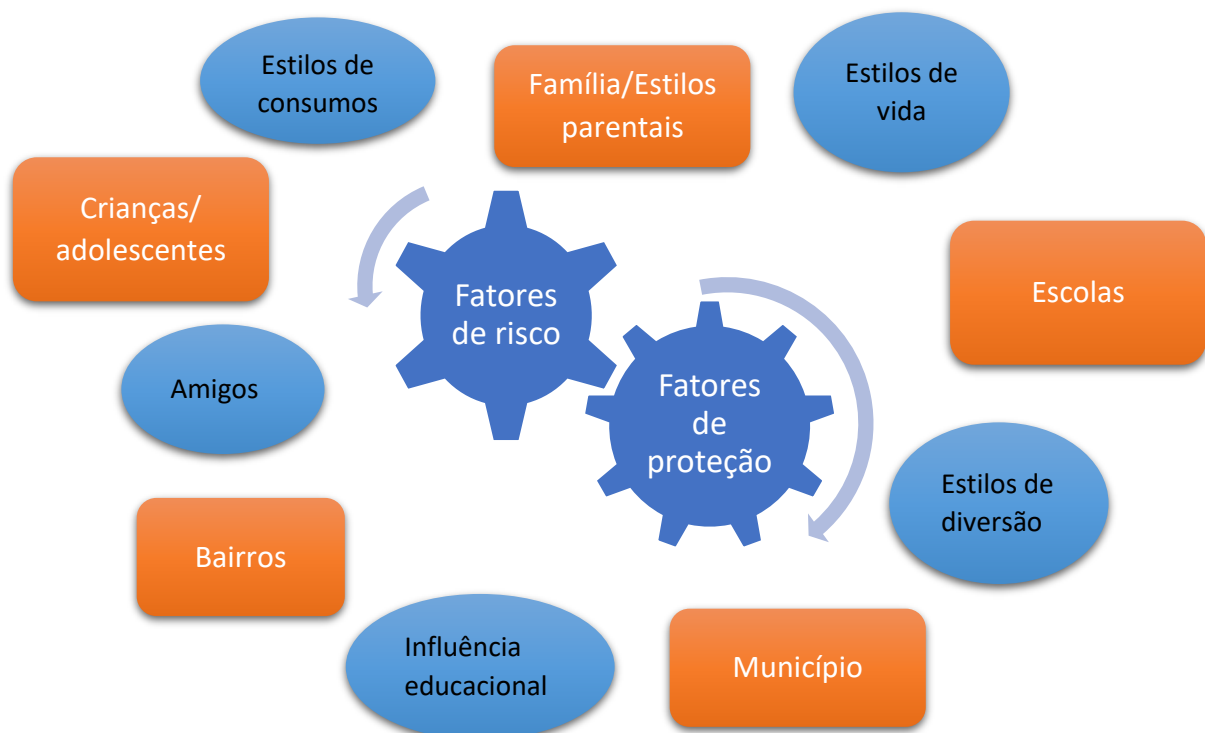 Estilos de
consumos
Família/Estilos
parentais
Estilos de
vida
Crianças/
adolescentes
Fatores
de risco
Escolas
Amigos
Fatores
de
proteção
Estilos de
diversão
Bairros
Influência
educacional
Município